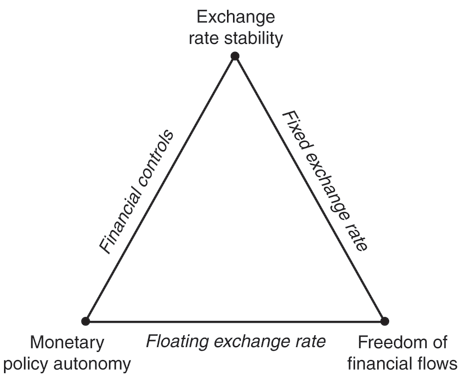 Exchange
rate stability
Financial controls
Fixed exchange rate
Monetary
policy autonomy
Floating exchange rate
Freedom of
financial flows